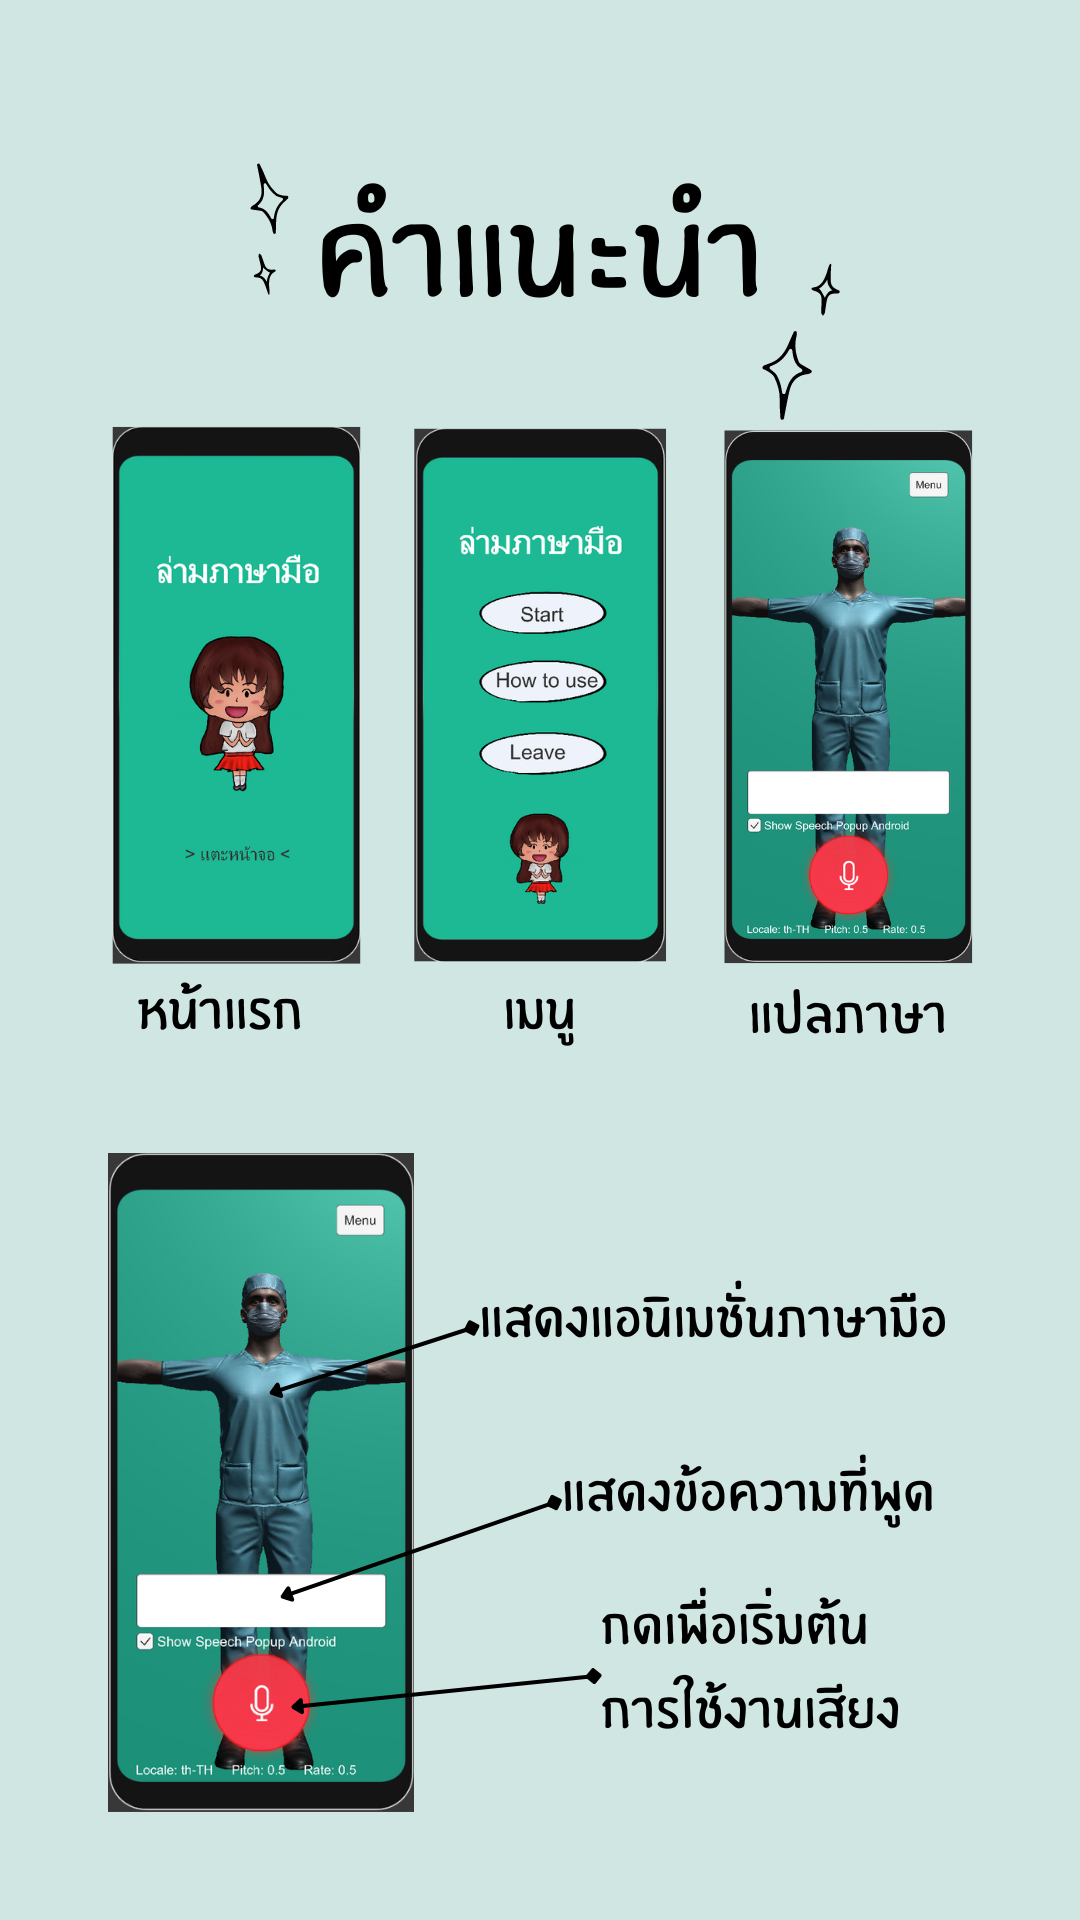 คำแนะนำ
ล่ามภาษามือ
> แตะหน้าจอ <
หน้าแรก
ล่ามภาษามือ
Start
How to use
Leave
เมนู
Menu
Show Speech Popup Android
Locale: th-TH Pitch: 0.5 Rate: 0.5
แปลภาษา
Menu
แสดงแอนิเมชั่นภาษามือ
แสดงข้อความที่พูด
Show Speech Popup Android
กดเพื่อเริ่มต้น
การใช้งานเสียง
Locale: th-TH Pitch: 0.5 Rate: 0.5